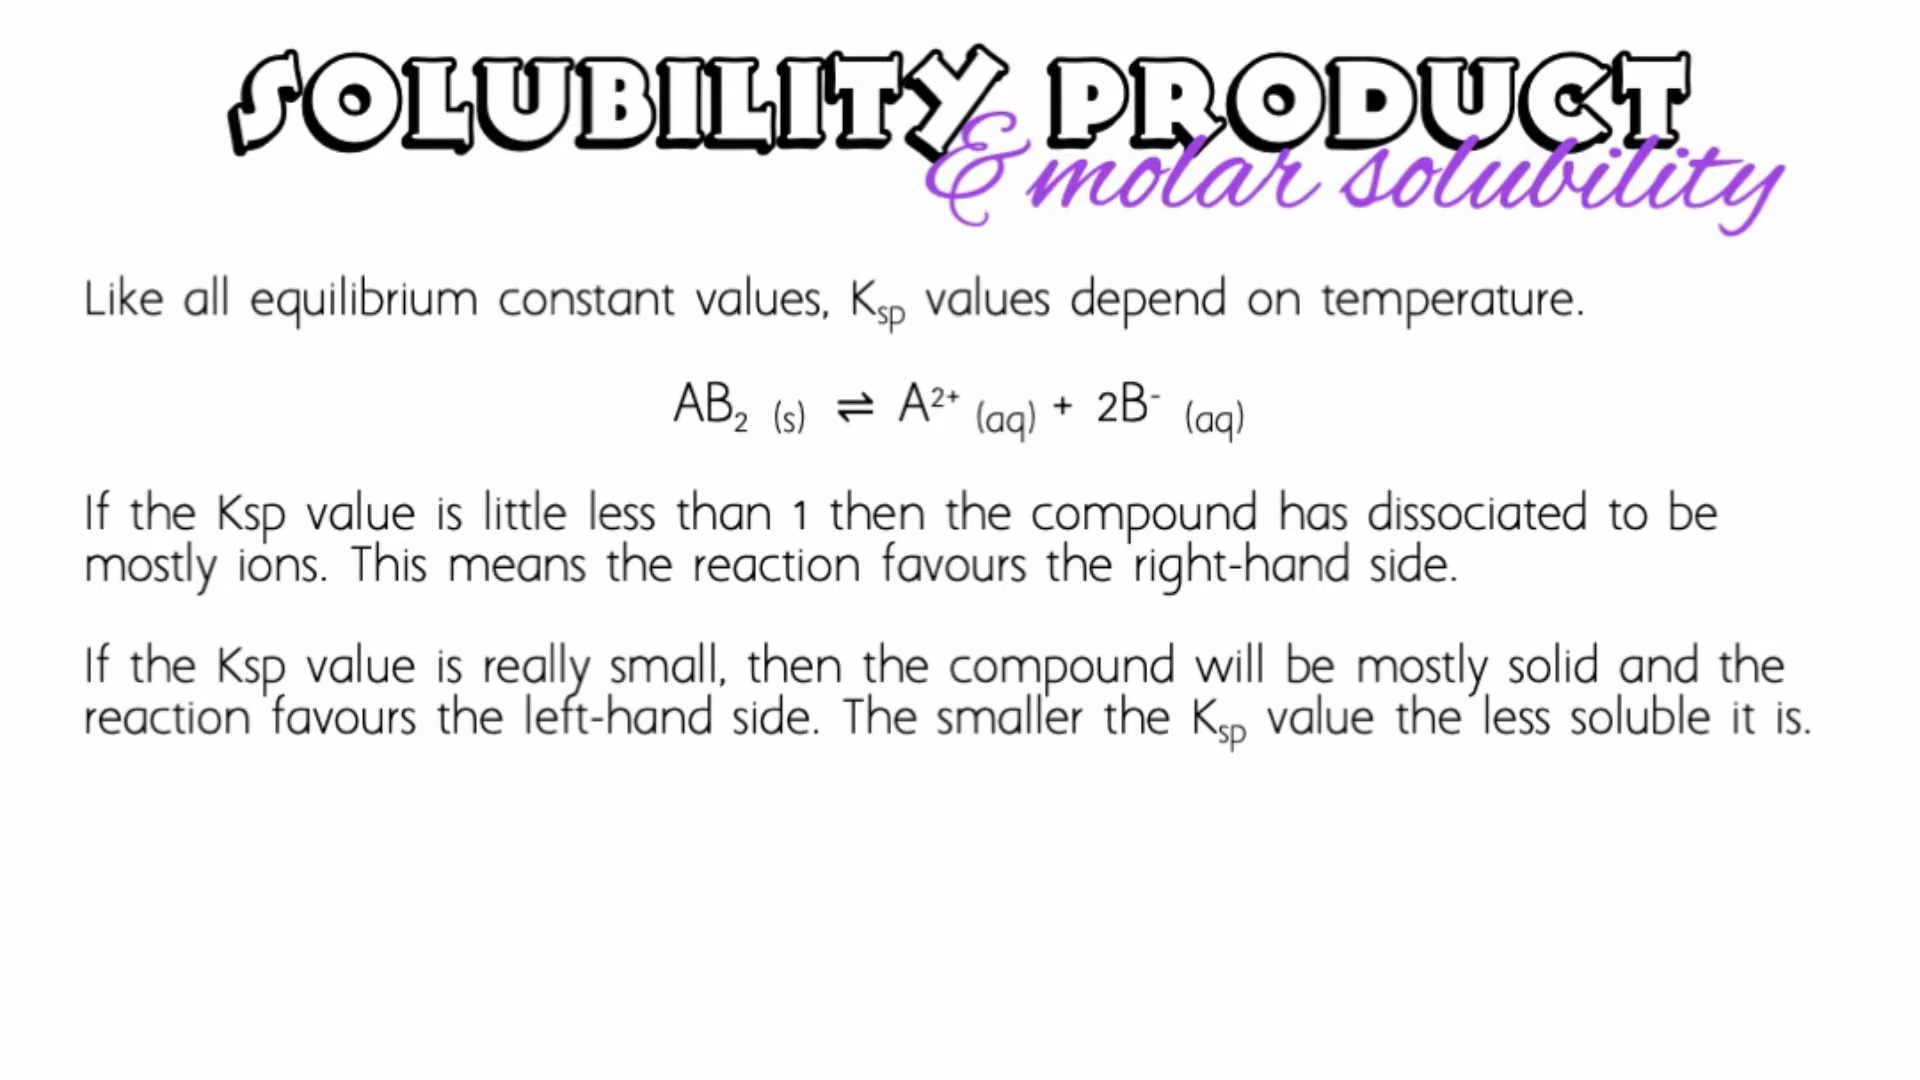 SOLUBILITY PRODUCT
& molar solubility
Like all equilibrium constant values, Ksp values depend on temperature.
AB₂ (s) ⇌ A²⁺ (aq) + 2B⁻ (aq)
If the Ksp value is little less than 1 then the compound has dissociated to be
mostly ions. This means the reaction favours the right-hand side.
If the Ksp value is really small, then the compound will be mostly solid and the
reaction favours the left-hand side. The smaller the Ksp value the less soluble it is.